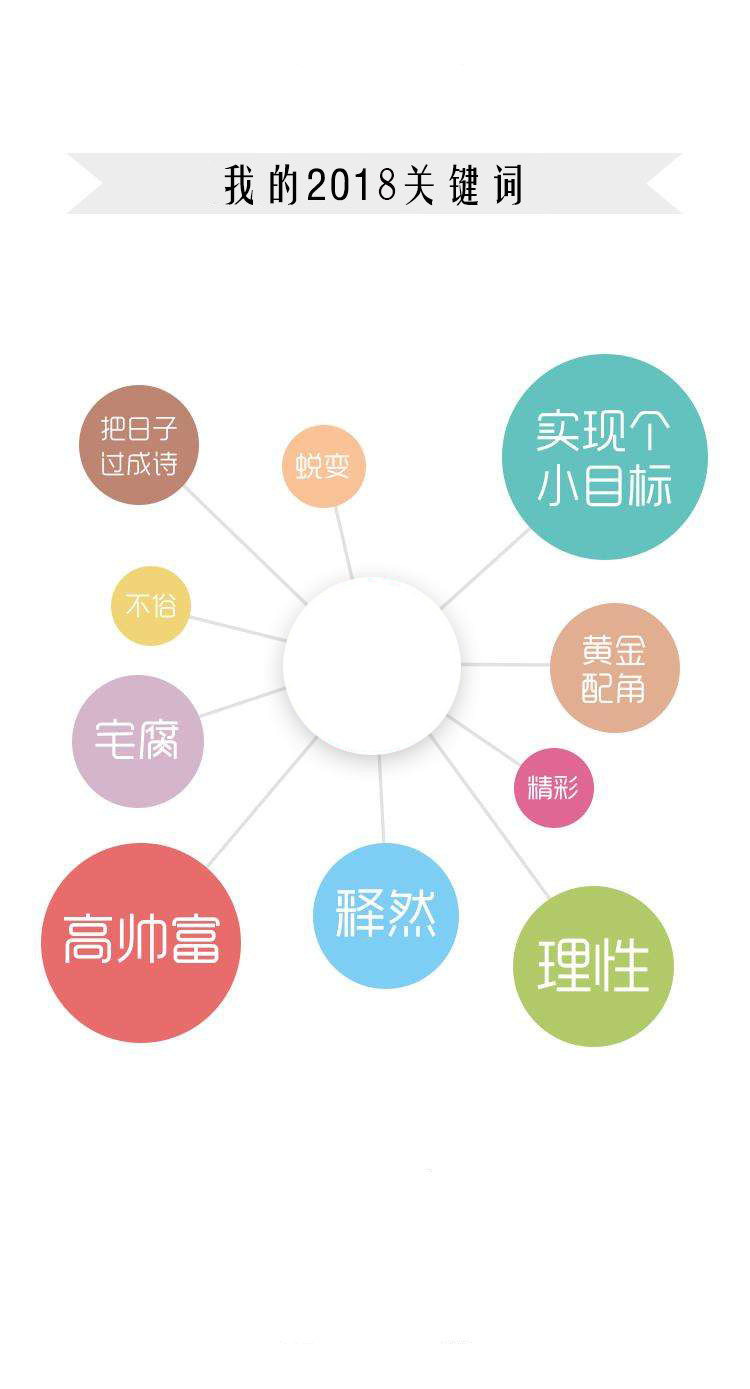 我的2018关键词
把日子
过成诗
蜕变
实现个
小目标
不俗
黄金
配角
宅腐
精彩
高帅富
释然
理性